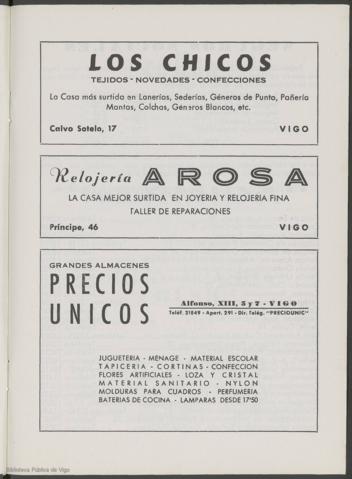 LOS CHICOS
TEJIDOS - NOVEDADES - CONFECCIONES
La Casa más surtida en Lanerías, Sederías, Géneros de Punto, Pañería
Mantas, Colchas, Géneros Blancos, etc.
Calvo Sotelo, 17 VIGO
Relojería AROSA
LA CASA MEJOR SURTIDA EN JOYERIA Y RELOJERIA FINA
TALLER DE REPARACIONES
Príncipe, 46 VIGO
GRANDES ALMACENES
PRECIOS
UNICOS
Alfonso, XIII, 5 y 7 - VIGO
Teléf. 21849 - Apart. 291 - Dir. Teleg. "PRECIOUNIC"
JUGUETERIA - MENAGE - MATERIAL ESCOLAR
TAPICERIA - CORTINAS - CONFECCION
FLORES ARTIFICIALES - LOZA Y CRISTAL
MATERIAL SANITARIO - NYLON
MOLDURAS PARA CUADROS - PERFUMERIA
BATERIAS DE COCINA - LAMPARAS DESDE 17'50
Biblioteca Pública de Vigo